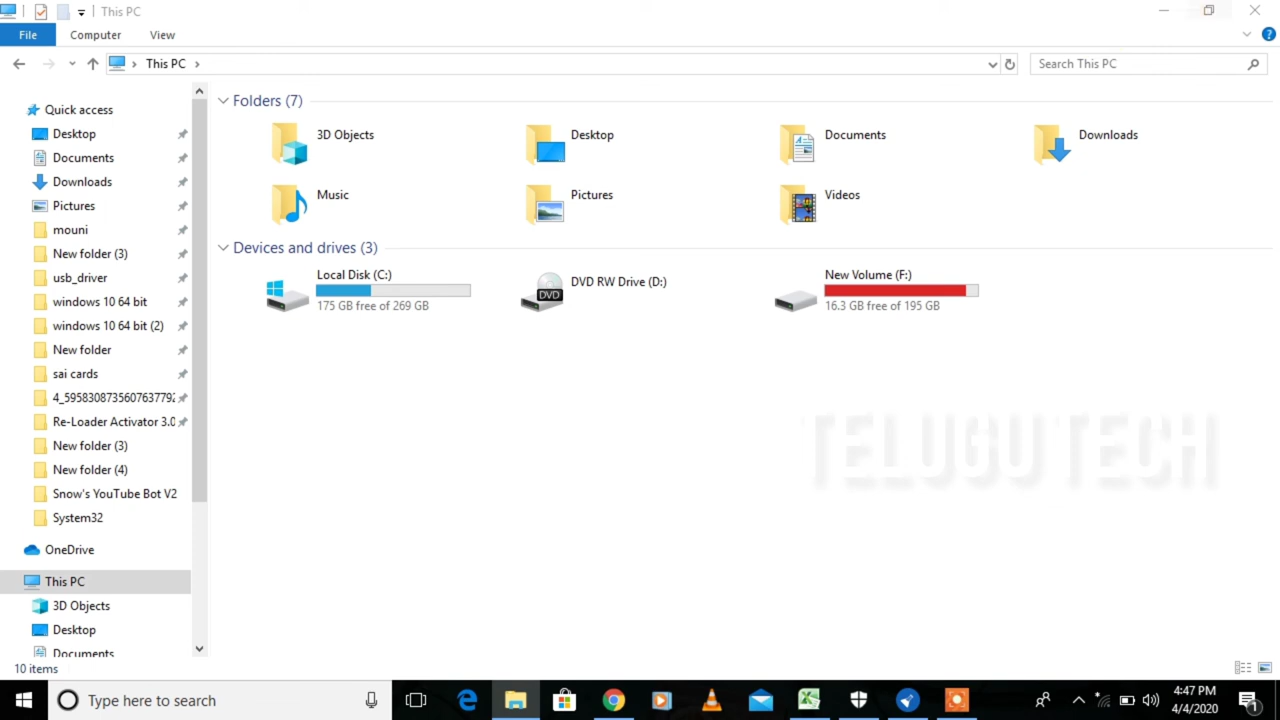 This PC
File Computer View
This PC
Search This PC
Quick access
Desktop
Documents
Downloads
Pictures
mouni
New folder (3)
usb_driver
windows 10 64 bit
windows 10 64 bit (2)
New folder
sai cards
4_5958308735607637792
Re-Loader Activator 3.0
New folder (3)
New folder (4)
Snow's YouTube Bot V2
System32
OneDrive
This PC
3D Objects
Desktop
Documents
Folders (7)
3D Objects
Desktop
Documents
Downloads
Music
Pictures
Videos
Devices and drives (3)
Local Disk (C:)
175 GB free of 269 GB
DVD RW Drive (D:)
DVD
New Volume (F:)
16.3 GB free of 195 GB
TELUGU TECH
10 items
Type here to search
4:47 PM
4/4/2020
1